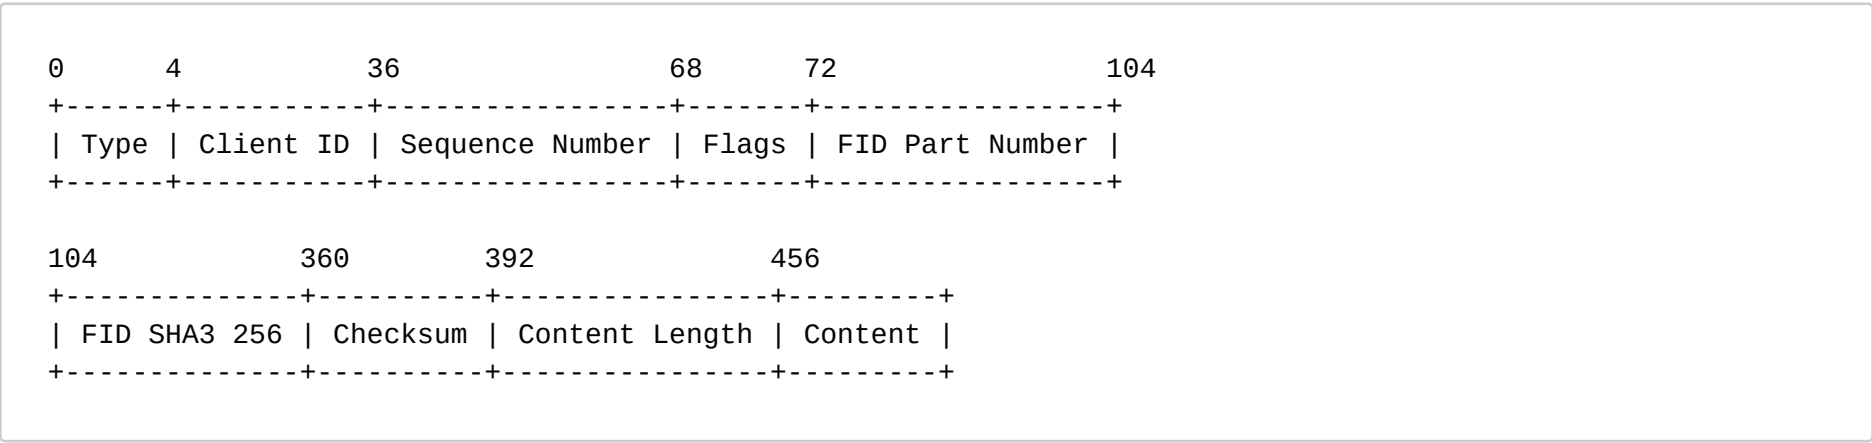 0      4           36                68      72                104
+------+-----------+-----------------+-------+-----------------+
| Type | Client ID | Sequence Number | Flags | FID Part Number |
+------+-----------+-----------------+-------+-----------------+
104            360        392              456
+--------------+----------+----------------+---------+
| FID SHA3 256 | Checksum | Content Length | Content |
+--------------+----------+----------------+---------+